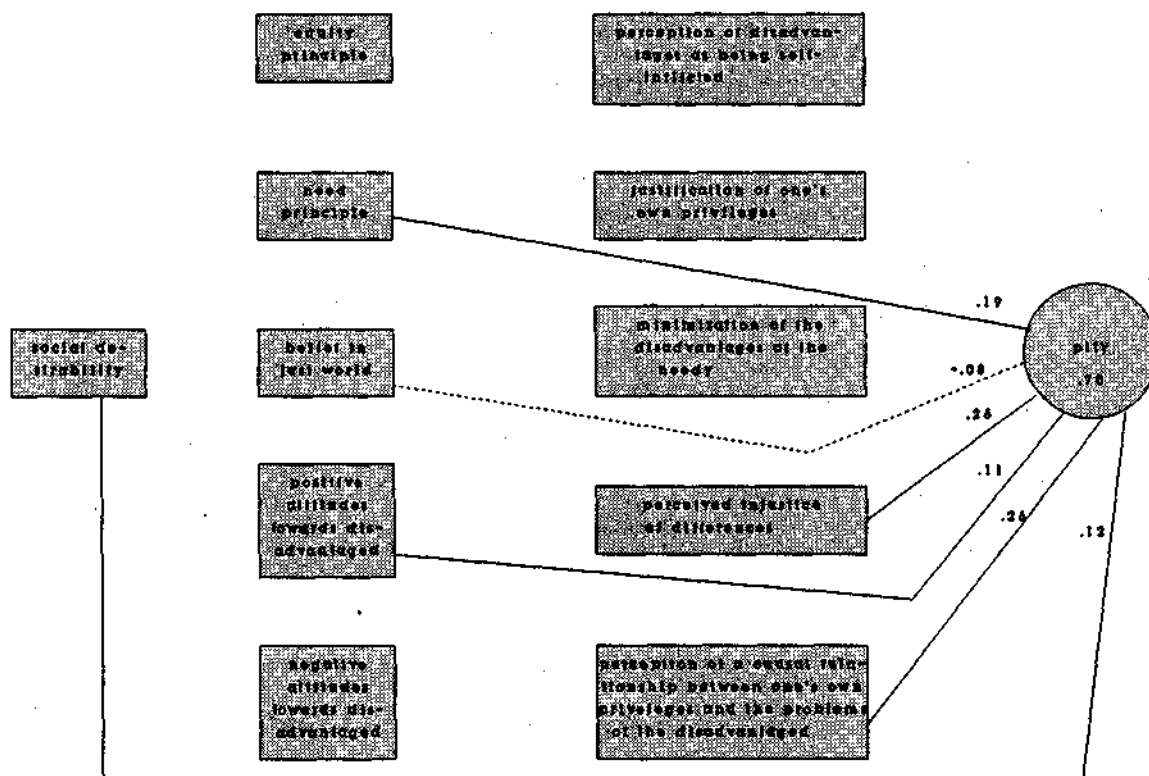 equity
principle
perception of disadvan-
tages as being self-
inflicted
need
principle
justification of one's
own privileges
.19
social de-
sirability
belief in
just world
minimization of the
disadvantages of the
needy
pity
.70
-.08
.26
positive
attitudes
towards dis-
advantaged
perceived injustice
of differences
.11
.26
.12
negative
attitudes
towards dis-
advantaged
perception of a causal rela-
tionship between one's own
privileges and the problems
of the disadvantaged